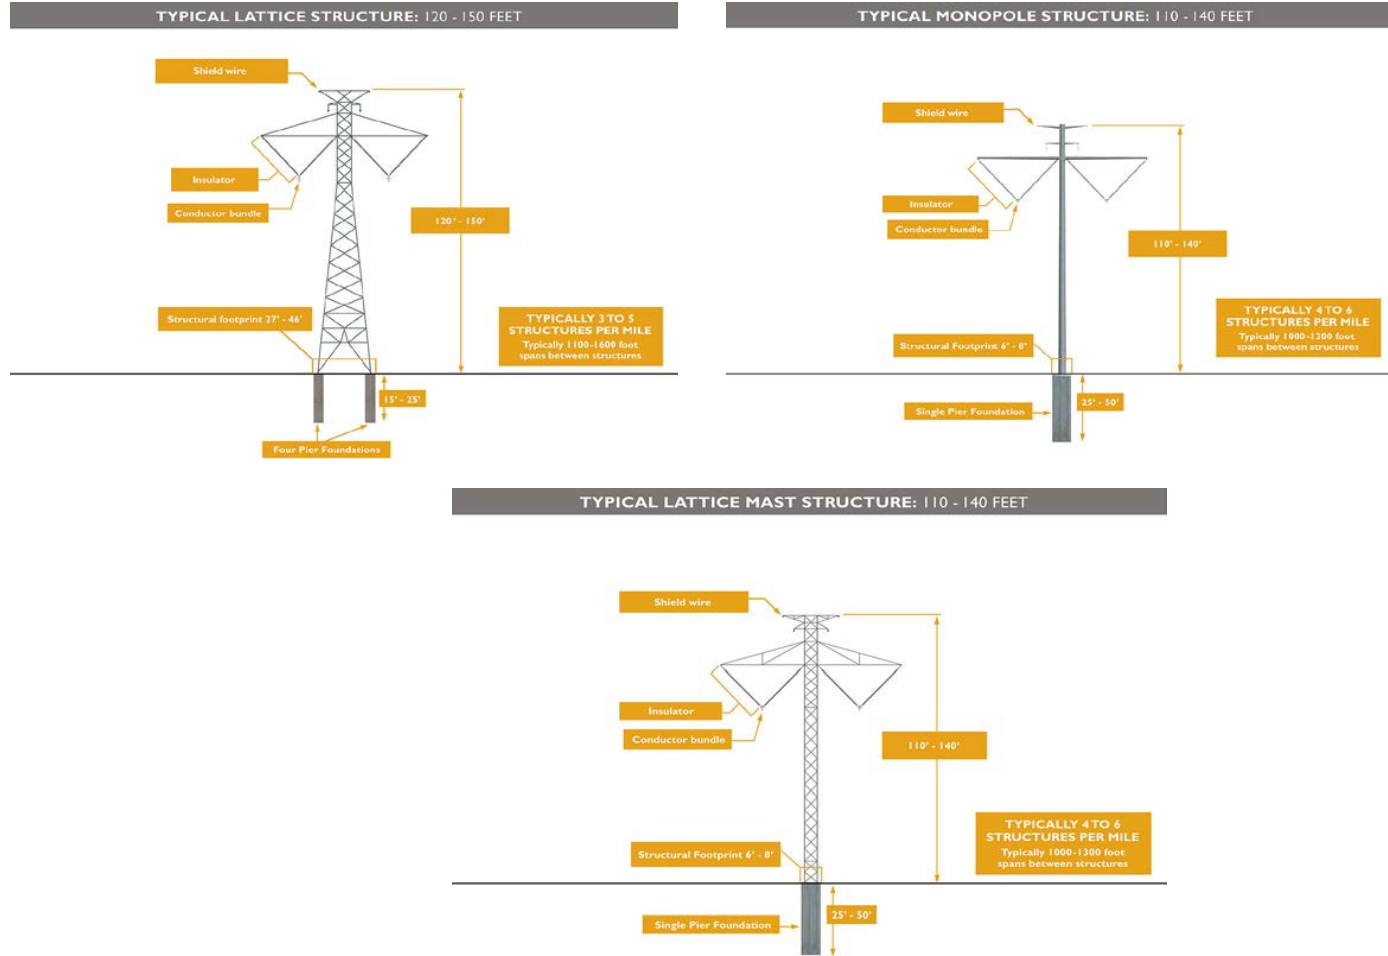 TYPICAL LATTICE STRUCTURE: 120 - 150 FEET
Shield wire
Insulator
Conductor bundle
120' - 150'
Structural footprint 27' - 46'
TYPICALLY 3 TO 5
STRUCTURES PER MILE
Typically 1100-1600 foot
spans between structures
15' - 25'
Four Pier Foundations
TYPICAL MONOPOLE STRUCTURE: 110 - 140 FEET
Shield wire
Insulator
Conductor bundle
110' - 140'
TYPICALLY 4 TO 6
STRUCTURES PER MILE
Typically 1000-1300 foot
spans between structures
Structural Footprint 6' - 8'
25' - 50'
Single Pier Foundation
TYPICAL LATTICE MAST STRUCTURE: 110 - 140 FEET
Shield wire
Insulator
Conductor bundle
110' - 140'
TYPICALLY 4 TO 6
STRUCTURES PER MILE
Typically 1000-1300 foot
spans between structures
Structural Footprint 6' - 8'
25' - 50'
Single Pier Foundation